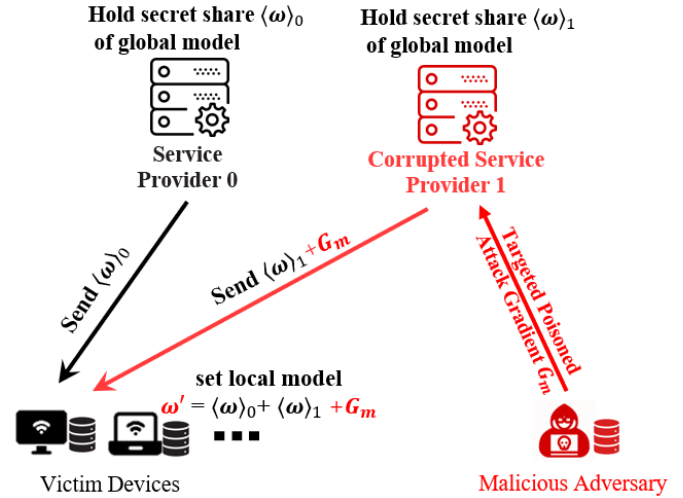 Hold secret share ⟨ω⟩₀
of global model
Hold secret share ⟨ω⟩₁
of global model
Service
Provider 0
Corrupted Service
Provider 1
Send ⟨ω⟩₀
Send ⟨ω⟩₁+Gₘ
Targeted Poisoned
Attack Gradient Gₘ
set local model
ω' = ⟨ω⟩₀+ ⟨ω⟩₁ +Gₘ
Victim Devices
Malicious Adversary